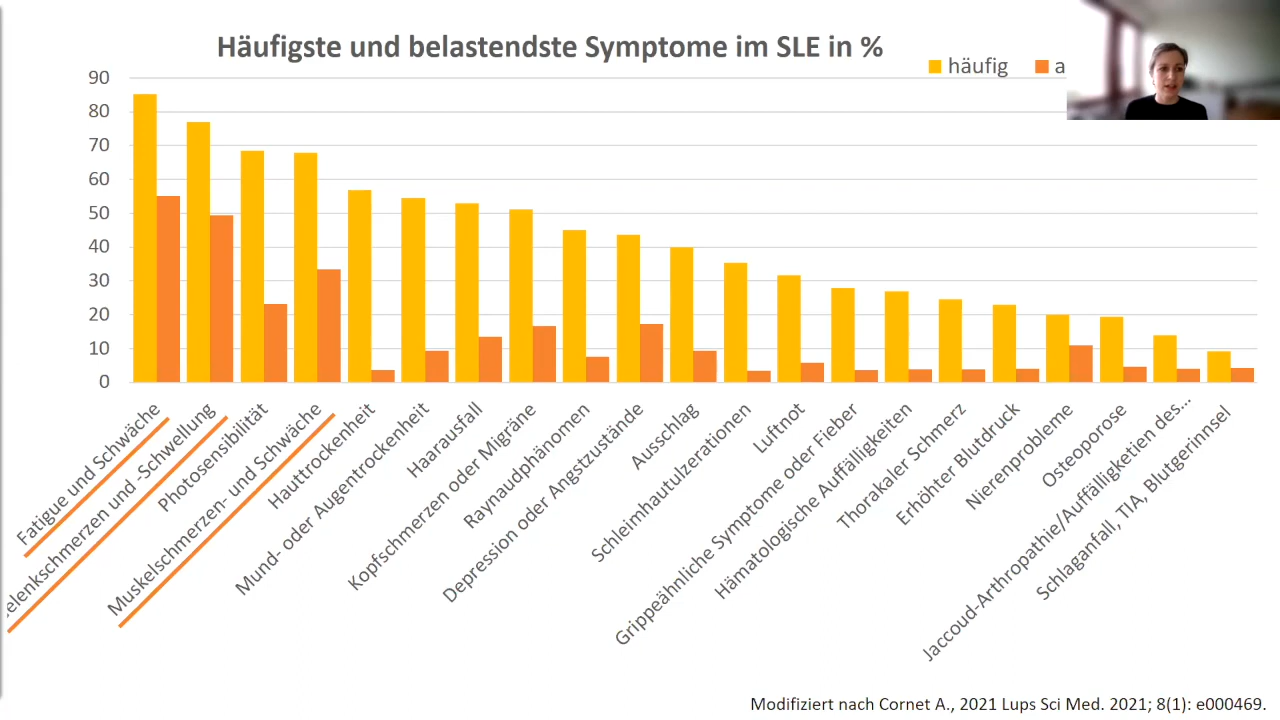 Häufigste und belastendste Symptome im SLE in %
häufig
a
90
80
70
60
50
40
30
20
10
0
Fatigue und Schwäche
elenkschmerzen und -Schwellung
Photosensibilität
Muskelschmerzen- und Schwäche
Hauttrockenheit
Mund- oder Augentrockenheit
Haarausfall
Kopfschmerzen oder Migräne
Raynaudphänomen
Depression oder Angstzustände
Ausschlag
Schleimhautulzerationen
Luftnot
Grippeähnliche Symptome oder Fieber
Hämatologische Auffälligkeiten
Thorakaler Schmerz
Erhöhter Blutdruck
Nierenprobleme
Osteoporose
Jaccoud-Arthropathie/Auffälligketien des...
Schlaganfall, TIA, Blutgerinnsel
Modifiziert nach Cornet A., 2021 Lups Sci Med. 2021; 8(1): e000469.